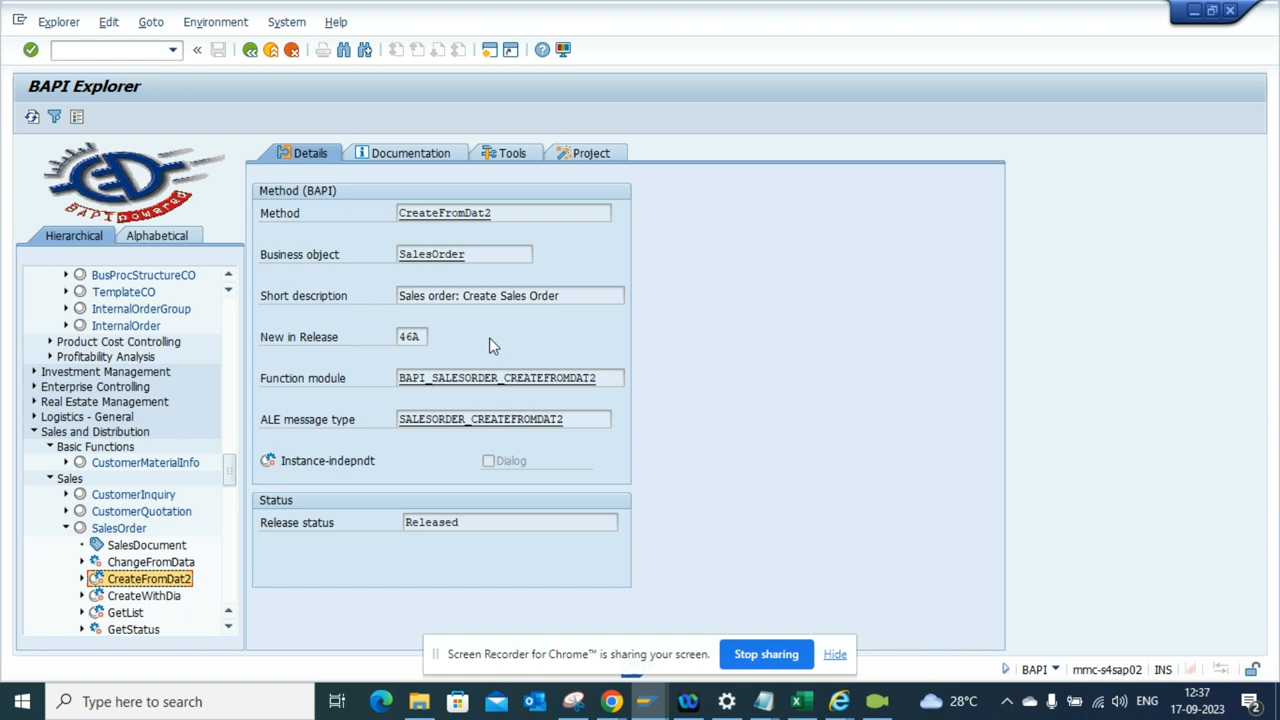 Explorer Edit Goto Environment System Help
BAPI Explorer
BAPIpowered
Details Documentation Tools Project
Hierarchical Alphabetical
Method (BAPI)
Method CreateFromDat2
Business object SalesOrder
Short description Sales order: Create Sales Order
New in Release 46A
Function module BAPI_SALESORDER_CREATEFROMDAT2
ALE message type SALESORDER_CREATEFROMDAT2
Instance-indepndt Dialog
Status
Release status Released
BusProcStructureCO
TemplateCO
InternalOrderGroup
InternalOrder
Product Cost Controlling
Profitability Analysis
Investment Management
Enterprise Controlling
Real Estate Management
Logistics - General
Sales and Distribution
Basic Functions
CustomerMaterialInfo
Sales
CustomerInquiry
CustomerQuotation
SalesOrder
SalesDocument
ChangeFromData
CreateFromDat2
CreateWithDia
GetList
GetStatus
Screen Recorder for Chrome™ is sharing your screen. Stop sharing Hide
BAPI mmc-s4sap02 INS
Type here to search
28°C
ENG
12:37
17-09-2023
2